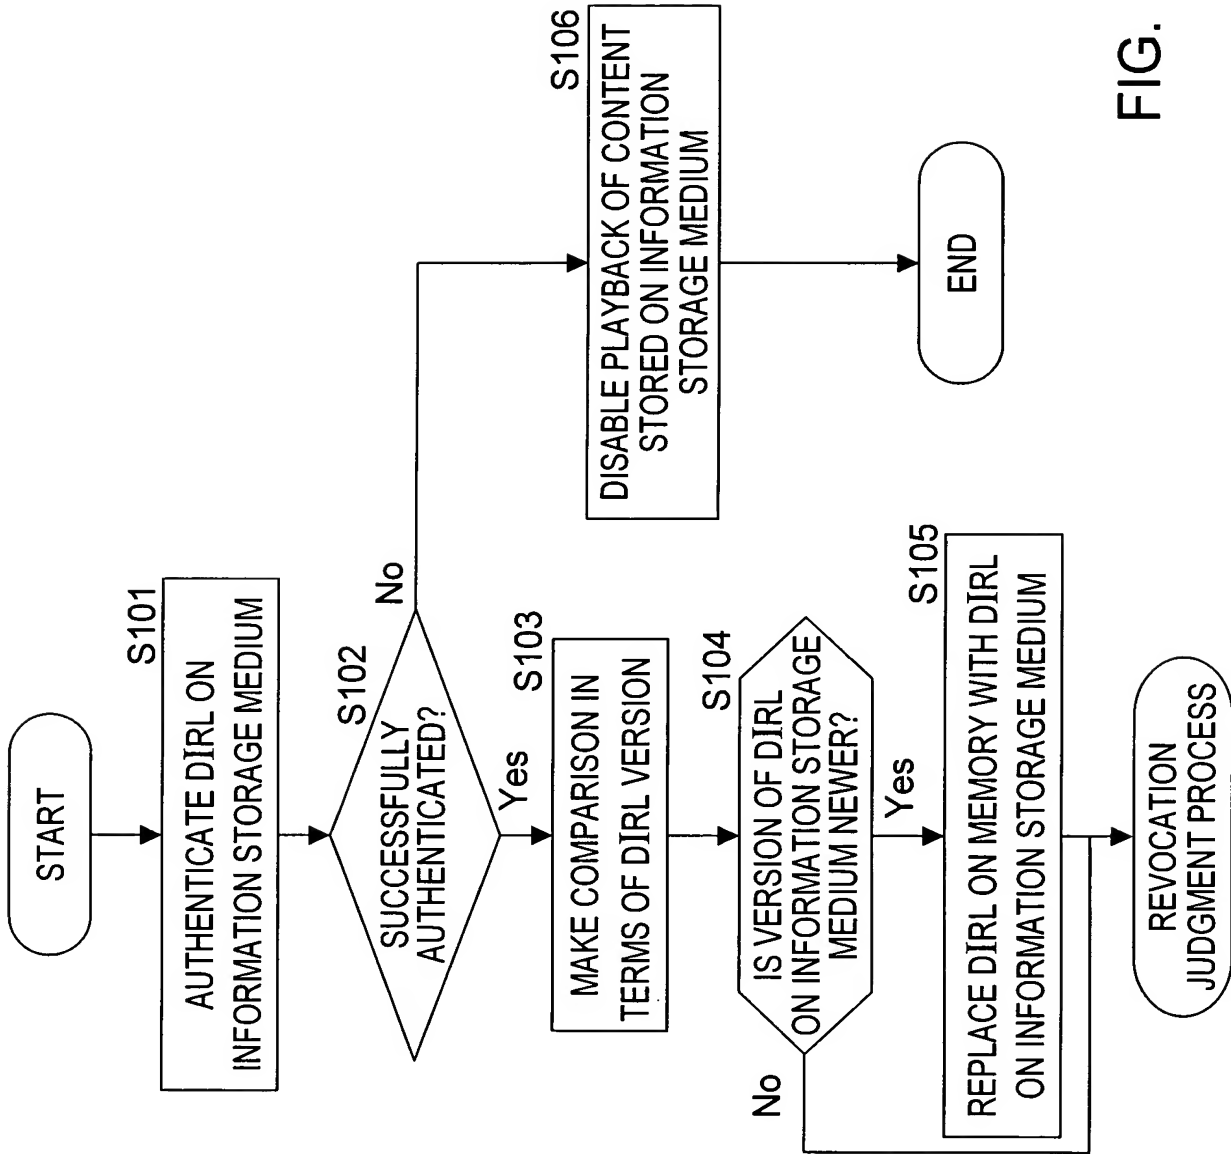 START
S101
AUTHENTICATE DIRL ON
INFORMATION STORAGE MEDIUM
S102
SUCCESSFULLY
AUTHENTICATED?
No
Yes
S103
MAKE COMPARISON IN
TERMS OF DIRL VERSION
S104
IS VERSION OF DIRL
ON INFORMATION STORAGE
MEDIUM NEWER?
No
Yes
S105
REPLACE DIRL ON MEMORY WITH DIRL
ON INFORMATION STORAGE MEDIUM
REVOCATION
JUDGMENT PROCESS
S106
DISABLE PLAYBACK OF CONTENT
STORED ON INFORMATION
STORAGE MEDIUM
END
FIG.